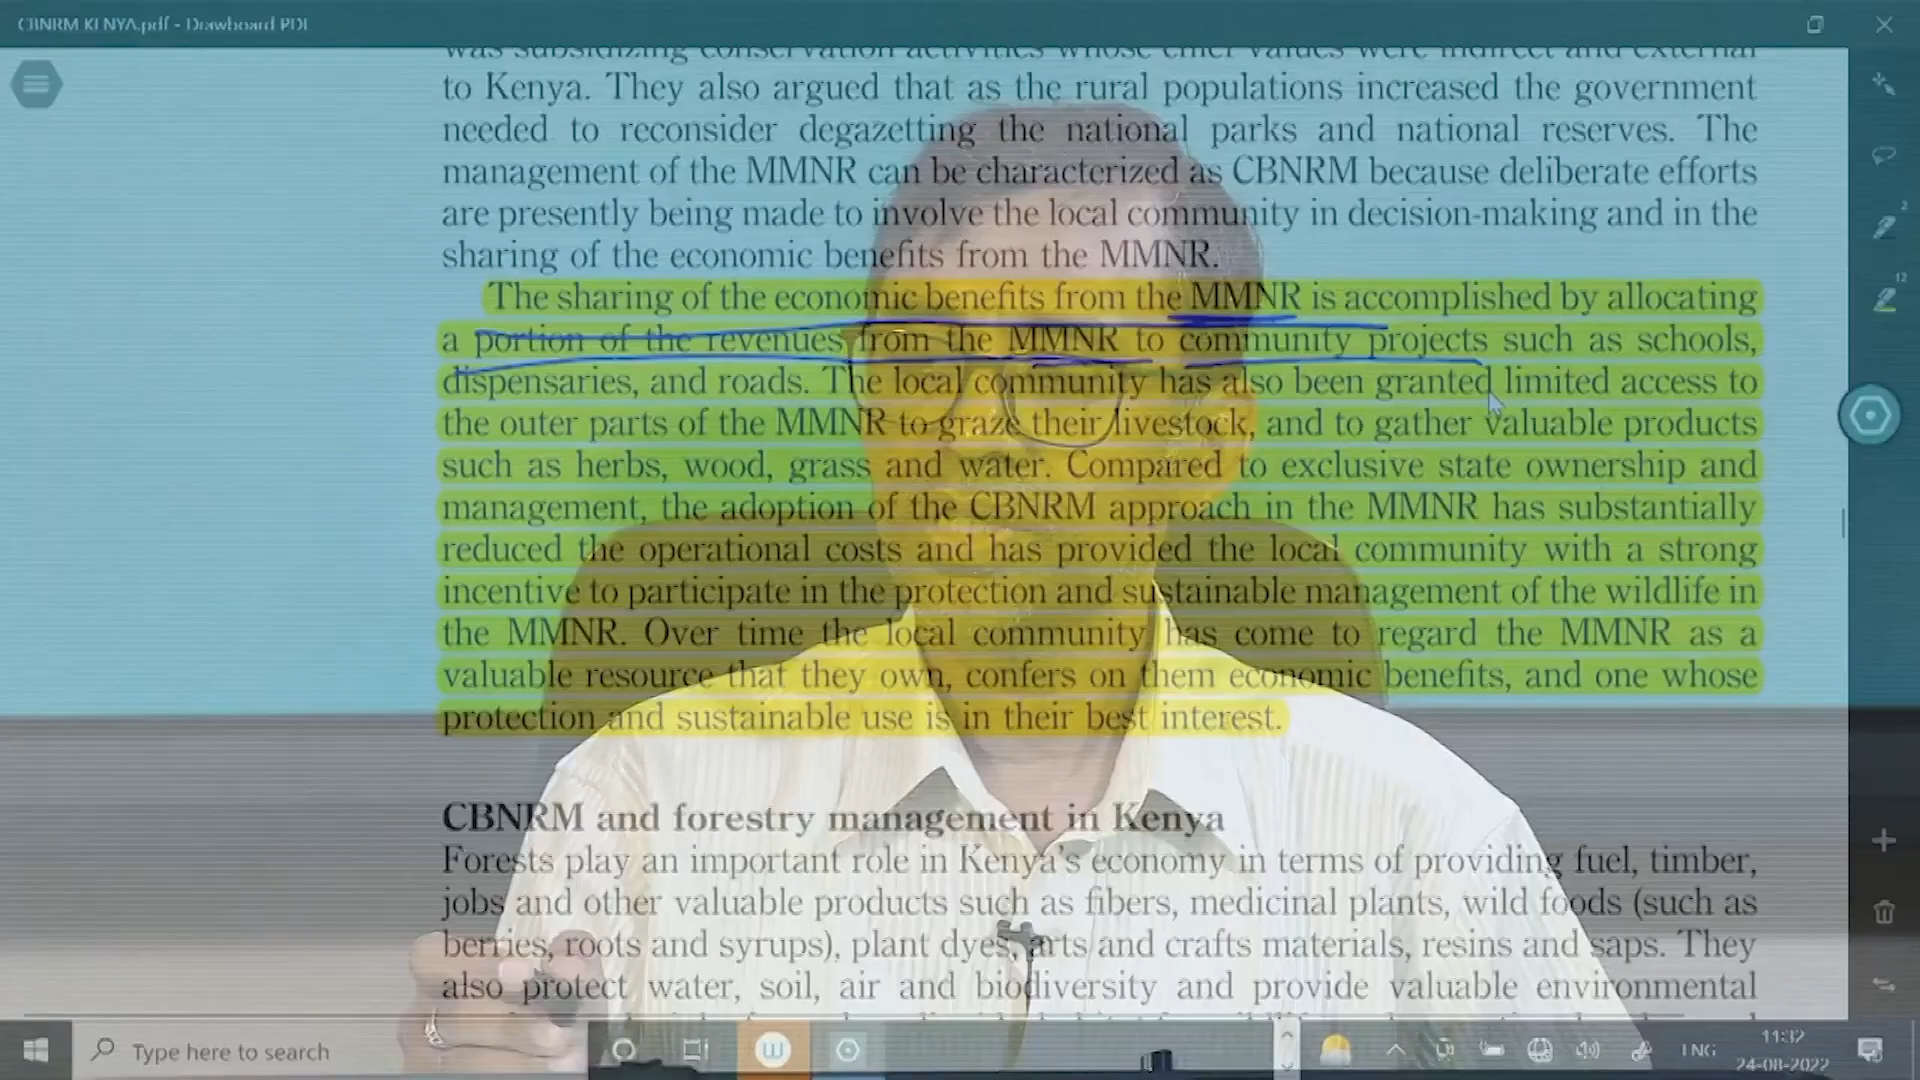 CBNRM KENYA.pdf - Drawboard PDF
was subsidizing conservation activities whose chief values were indirect and external
to Kenya. They also argued that as the rural populations increased the government
needed to reconsider degazetting the national parks and national reserves. The
management of the MMNR can be characterized as CBNRM because deliberate efforts
are presently being made to involve the local community in decision-making and in the
sharing of the economic benefits from the MMNR.
The sharing of the economic benefits from the MMNR is accomplished by allocating
a portion of the revenues from the MMNR to community projects such as schools,
dispensaries, and roads. The local community has also been granted limited access to
the outer parts of the MMNR to graze their livestock, and to gather valuable products
such as herbs, wood, grass and water. Compared to exclusive state ownership and
management, the adoption of the CBNRM approach in the MMNR has substantially
reduced the operational costs and has provided the local community with a strong
incentive to participate in the protection and sustainable management of the wildlife in
the MMNR. Over time the local community has come to regard the MMNR as a
valuable resource that they own, confers on them economic benefits, and one whose
protection and sustainable use is in their best interest.
CBNRM and forestry management in Kenya
Forests play an important role in Kenya's economy in terms of providing fuel, timber,
jobs and other valuable products such as fibers, medicinal plants, wild foods (such as
berries, roots and syrups), plant dyes, arts and crafts materials, resins and saps. They
also protect water, soil, air and biodiversity and provide valuable environmental
Type here to search
ENG
11:32
24-08-2022
2
12